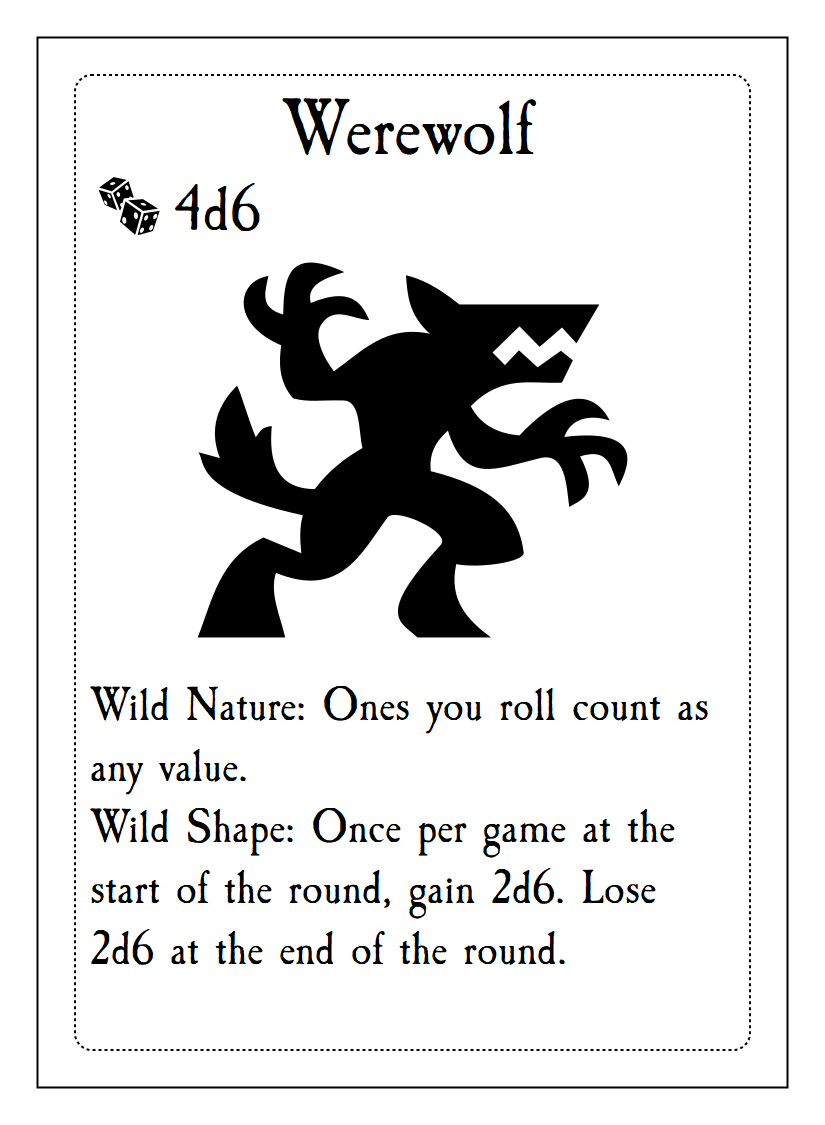 Werewolf
4d6
Wild Nature: Ones you roll count as
any value.
Wild Shape: Once per game at the
start of the round, gain 2d6. Lose
2d6 at the end of the round.